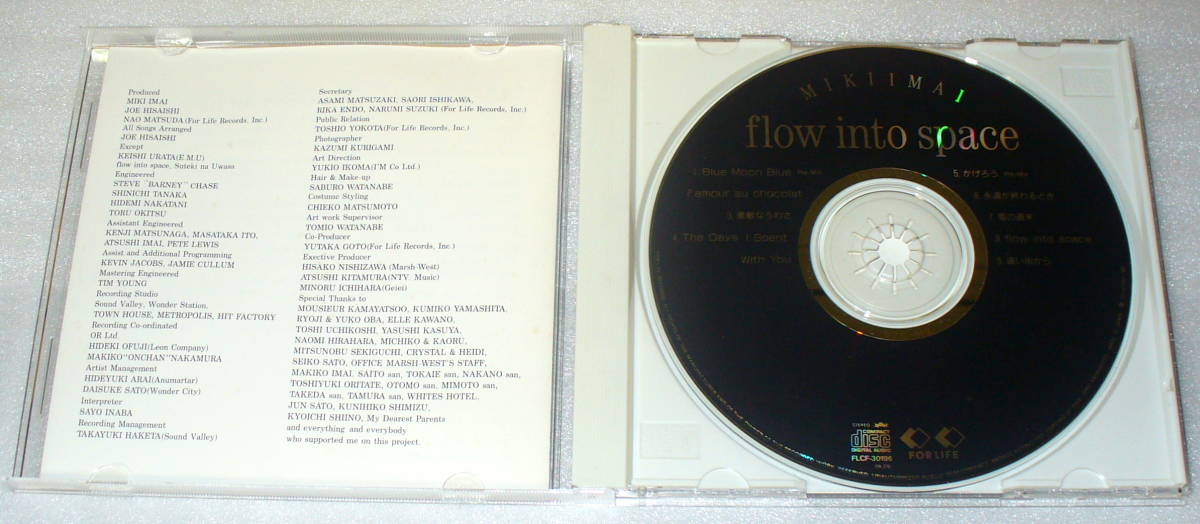 Produced
MIKI IMAI
JOE HISAISHI
NAO MATSUDA (For Life Records, Inc.)
All Songs Arranged
JOE HISAISHI
Except
KEISHI URATA(E.M.U)
flow into space, Suteki na Uwasa
Engineered
STEVE "BARNEY" CHASE
SHINICHI TANAKA
HIDEMI NAKATANI
TORU OKITSU
Assistant Engineered
KENJI MATSUNAGA, MASATAKA ITO,
ATSUSHI IMAI, PETE LEWIS
Assist and Additional Programming
KEVIN JACOBS, JAMIE CULLUM
Mastering Engineered
TIM YOUNG
Recording Studio
Sound Valley, Wonder Station,
TOWN HOUSE, METROPOLIS, HIT FACTORY
Recording Co-ordinated
OR Ltd.
HIDEKI OFUJI(Leon Company)
MAKIKO"ONCHAN"NAKAMURA
Artist Management
HIDEYUKI ARAI(Anumartar)
DAISUKE SATO(Wonder City)
Interpreter
SAYO INABA
Recording Management
TAKAYUKI HAKETA(Sound Valley)
Secretary
ASAMI MATSUZAKI, SAORI ISHIKAWA,
RIKA ENDO, NARUMI SUZUKI (For Life Records, Inc.)
Public Relation
TOSHIO YOKOTA(For Life Records, Inc.)
Photographer
KAZUMI KURIGAMI
Art Direction
YUKIO IKOMA(I'M Co Ltd.)
Hair & Make-up
SABURO WATANABE
Costume Styling
CHIEKO MATSUMOTO
Art work Supervisor
TOMIO WATANABE
Co-Producer
YUTAKA GOTO(For Life Records, Inc.)
Exective Producer
HISAKO NISHIZAWA (Marsh-West)
ATSUSHI KITAMURA(NTV. Music)
MINORU ICHIHARA(Geiei)
Special Thanks to
MOUSIEUR KAMAYATSOO, KUMIKO YAMASHITA,
RYOJI & YUKO OBA, ELLE KAWANO,
TOSHI UCHIKOSHI, YASUSHI KASUYA,
NAOMI HIRAHARA, MICHIKO & KAORU,
MITSUNOBU SEKIGUCHI, CRYSTAL & HEIDI,
SEIKO SATO, OFFICE MARSH-WEST'S STAFF,
MAKIKO IMAI, SAITO san, TOKAIE san, NAKANO san,
TOSHIYUKI ORITATE, OTOMO san, MIMOTO san,
TAKEDA san, TAMURA san, WHITES HOTEL.
JUN SATO, KUNIHIKO SHIMIZU,
KYOICHI SHIINO, My Dearest Parents
and everything and everybody
who supported me on this project.
MIKI IMAI
flow into space
1. Blue Moon Blue Re-Mix
l'amour au chocolat
3. 素敵なうわさ
4. The Days I Spent
With You
5. かげろう Re-Mix
6. 永遠が終わるとき
7. 雪の週末
8. flow into space
9. 遠い街から
STEREO
COMPACT
disc
DIGITAL AUDIO
FLCF-30196
FOR LIFE